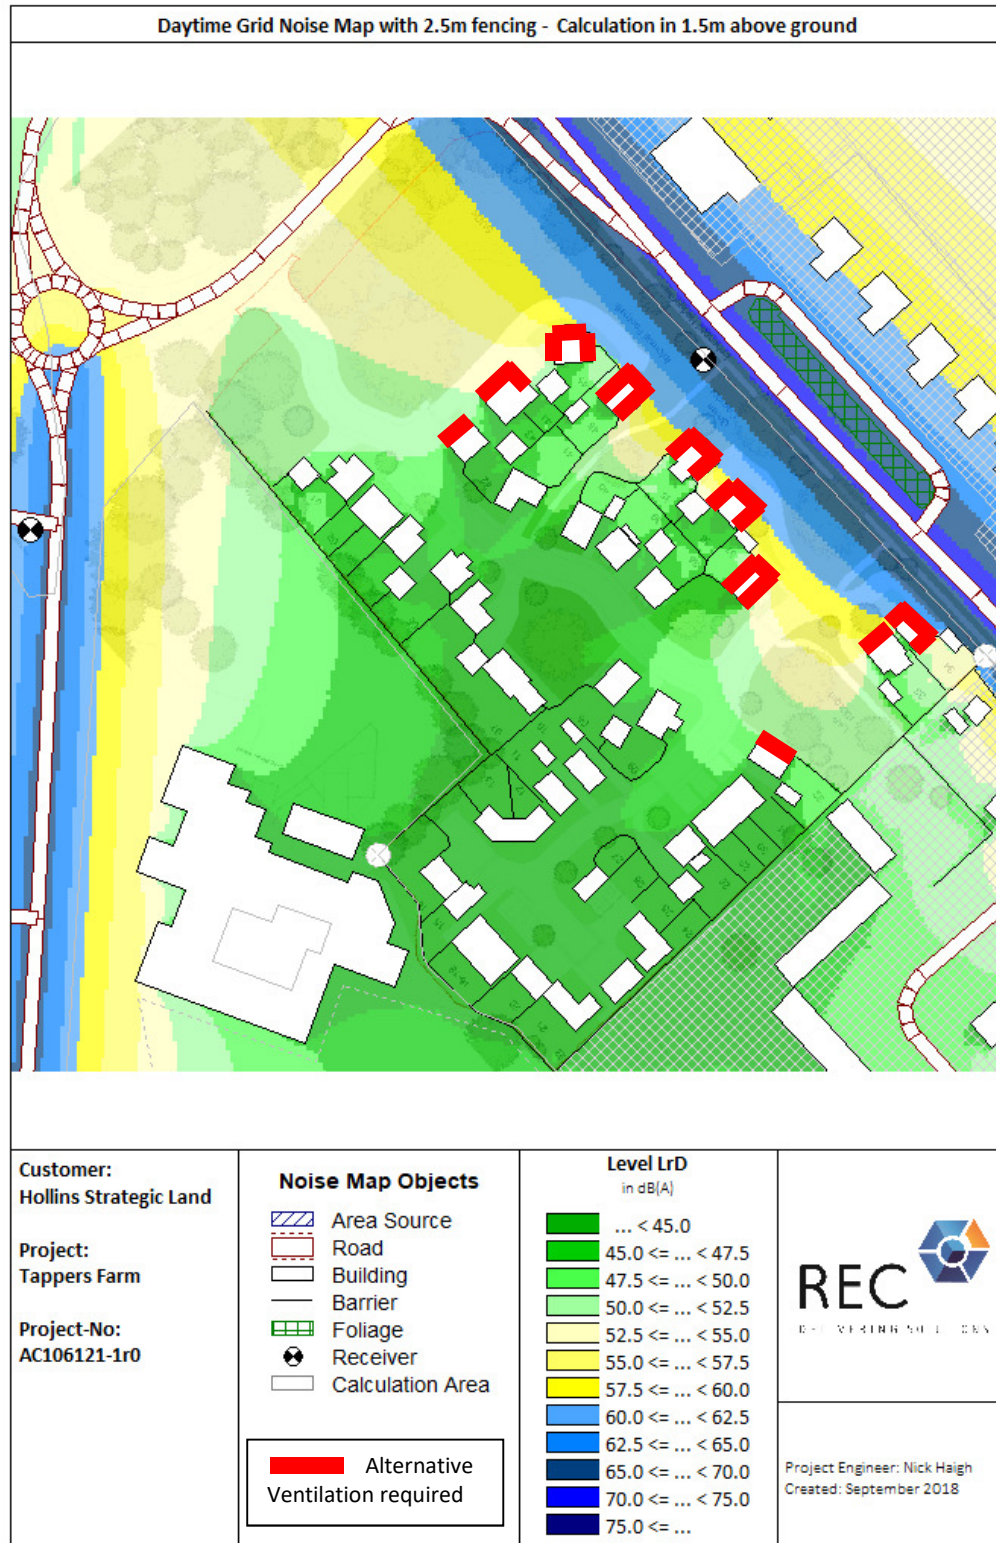 Daytime Grid Noise Map with 2.5m fencing - Calculation in 1.5m above ground
Customer:
Hollins Strategic Land
Project:
Tappers Farm
Project-No:
AC106121-1r0
Noise Map Objects
Area Source
Road
Building
Barrier
Foliage
Receiver
Calculation Area
Alternative
Ventilation required
Level LrD
in dB(A)
... < 45.0
45.0 <= ... < 47.5
47.5 <= ... < 50.0
50.0 <= ... < 52.5
52.5 <= ... < 55.0
55.0 <= ... < 57.5
57.5 <= ... < 60.0
60.0 <= ... < 62.5
62.5 <= ... < 65.0
65.0 <= ... < 70.0
70.0 <= ... < 75.0
75.0 <= ...
REC
Project Engineer: Nick Haigh
Created: September 2018